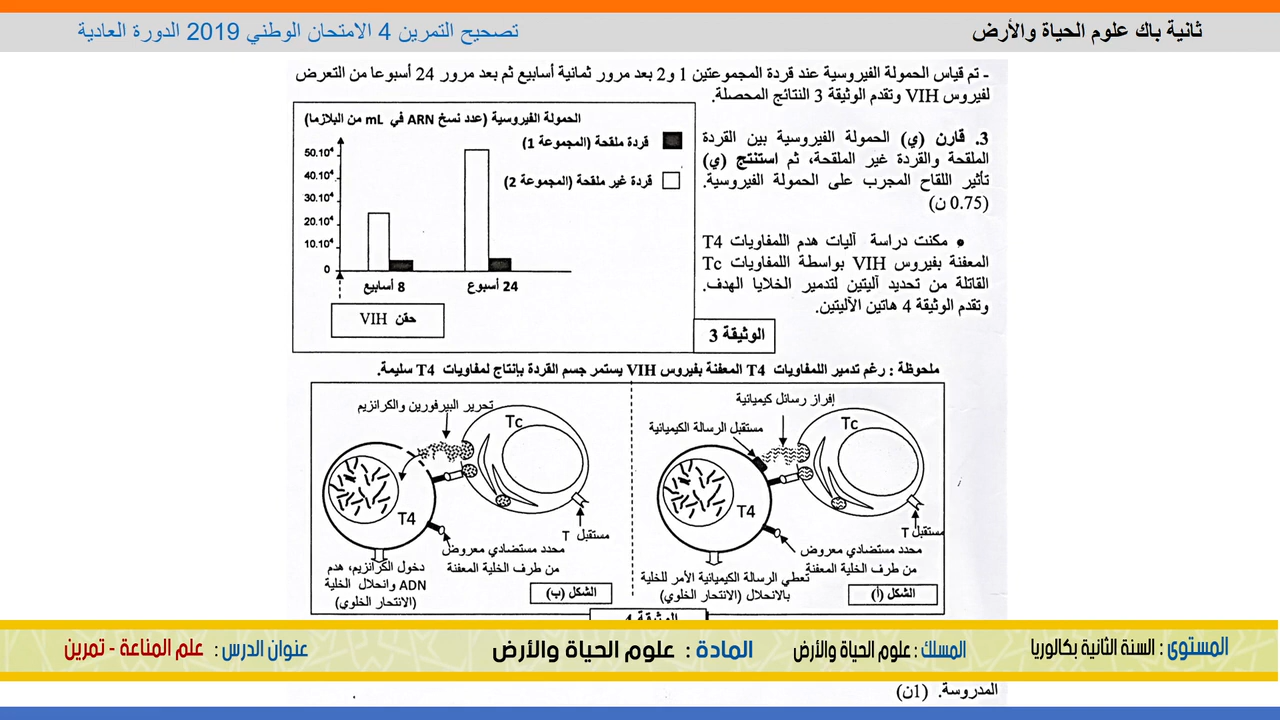 ثانية باك علوم الحياة والأرض
تصحيح التمرين 4 الامتحان الوطني 2019 الدورة العادية
- تم قياس الحمولة الفيروسية عند قردة المجموعتين 1 و2 بعد مرور ثمانية أسابيع ثم بعد مرور 24 أسبوعا من التعرض
لفيروس VIH وتقدم الوثيقة 3 النتائج المحصلة.
3. قارن (ي) الحمولة الفيروسية بين القردة
الملقحة والقردة غير الملقحة، ثم استنتج (ي)
تأثير اللقاح المجرب على الحمولة الفيروسية.
(0.75 ن)
• مكنت دراسة آليات هدم اللمفاويات T4
المعفنة بفيروس VIH بواسطة اللمفاويات Tc
القاتلة من تحديد آليتين لتدمير الخلايا الهدف.
وتقدم الوثيقة 4 هاتين الآليتين.
الحمولة الفيروسية (عدد نسخ ARN في mL من البلازما)
قردة ملقحة (المجموعة 1)
قردة غير ملقحة (المجموعة 2)
50.10⁴
40.10⁴
30.10⁴
20.10⁴
10.10⁴
0
8 أسابيع
24 أسبوع
حقن VIH
الوثيقة 3
ملحوظة : رغم تدمير اللمفاويات T4 المعفنة بفيروس VIH يستمر جسم القردة بإنتاج لمفاويات T4 سليمة.
إفراز رسائل كيميائية
مستقبل الرسالة الكيميائية
Tc
T4
مستقبل T
محدد مستضادي معروض
من طرف الخلية المعفنة
تعطي الرسالة الكيميائية الأمر للخلية
بالانحلال (الانتحار الخلوي)
الشكل (أ)
تحرير البيرفورين والكرانزيم
Tc
T4
مستقبل T
محدد مستضادي معروض
من طرف الخلية المعفنة
دخول الكرانزيم، هدم
ADN وانحلال الخلية
(الانتحار الخلوي)
الشكل (ب)
الوثيقة 4
المستوى : السنة الثانية بكالوريا
المسلك : علوم الحياة والأرض
المادة : علوم الحياة والأرض
عنوان الدرس : علم المناعة - تمرين
المدروسة. (1ن)